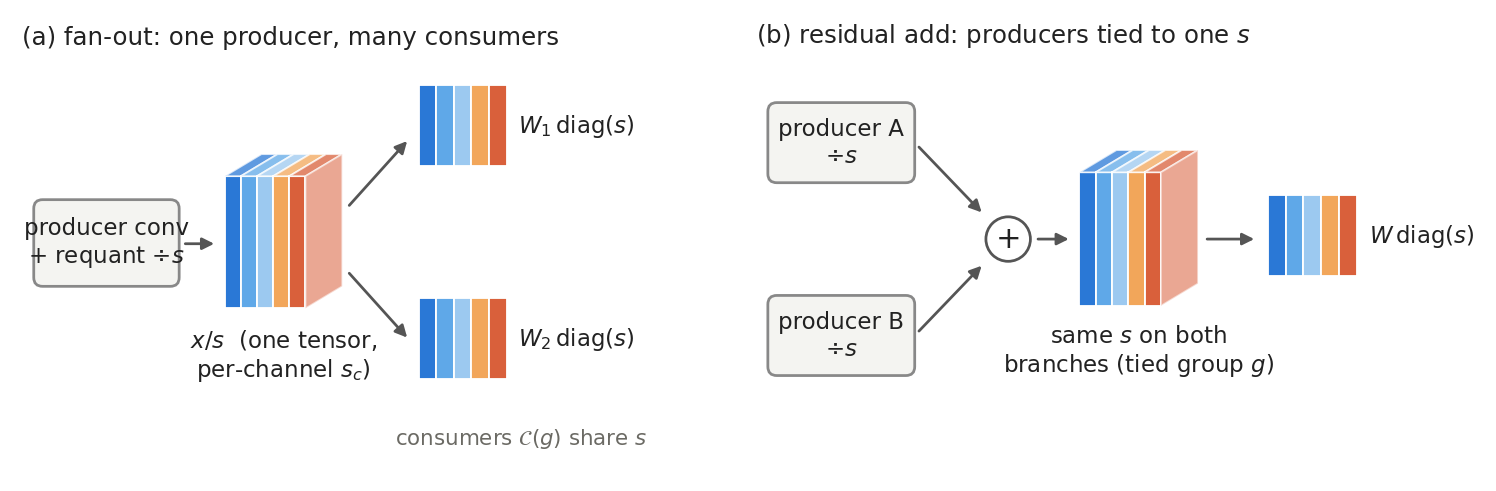 (a) fan-out: one producer, many consumers
producer conv
+ requant ÷s
x/s (one tensor,
per-channel s_c)
W₁ diag(s)
W₂ diag(s)
consumers 𝒞(g) share s
(b) residual add: producers tied to one s
producer A
÷s
producer B
÷s
+
same s on both
branches (tied group g)
W diag(s)